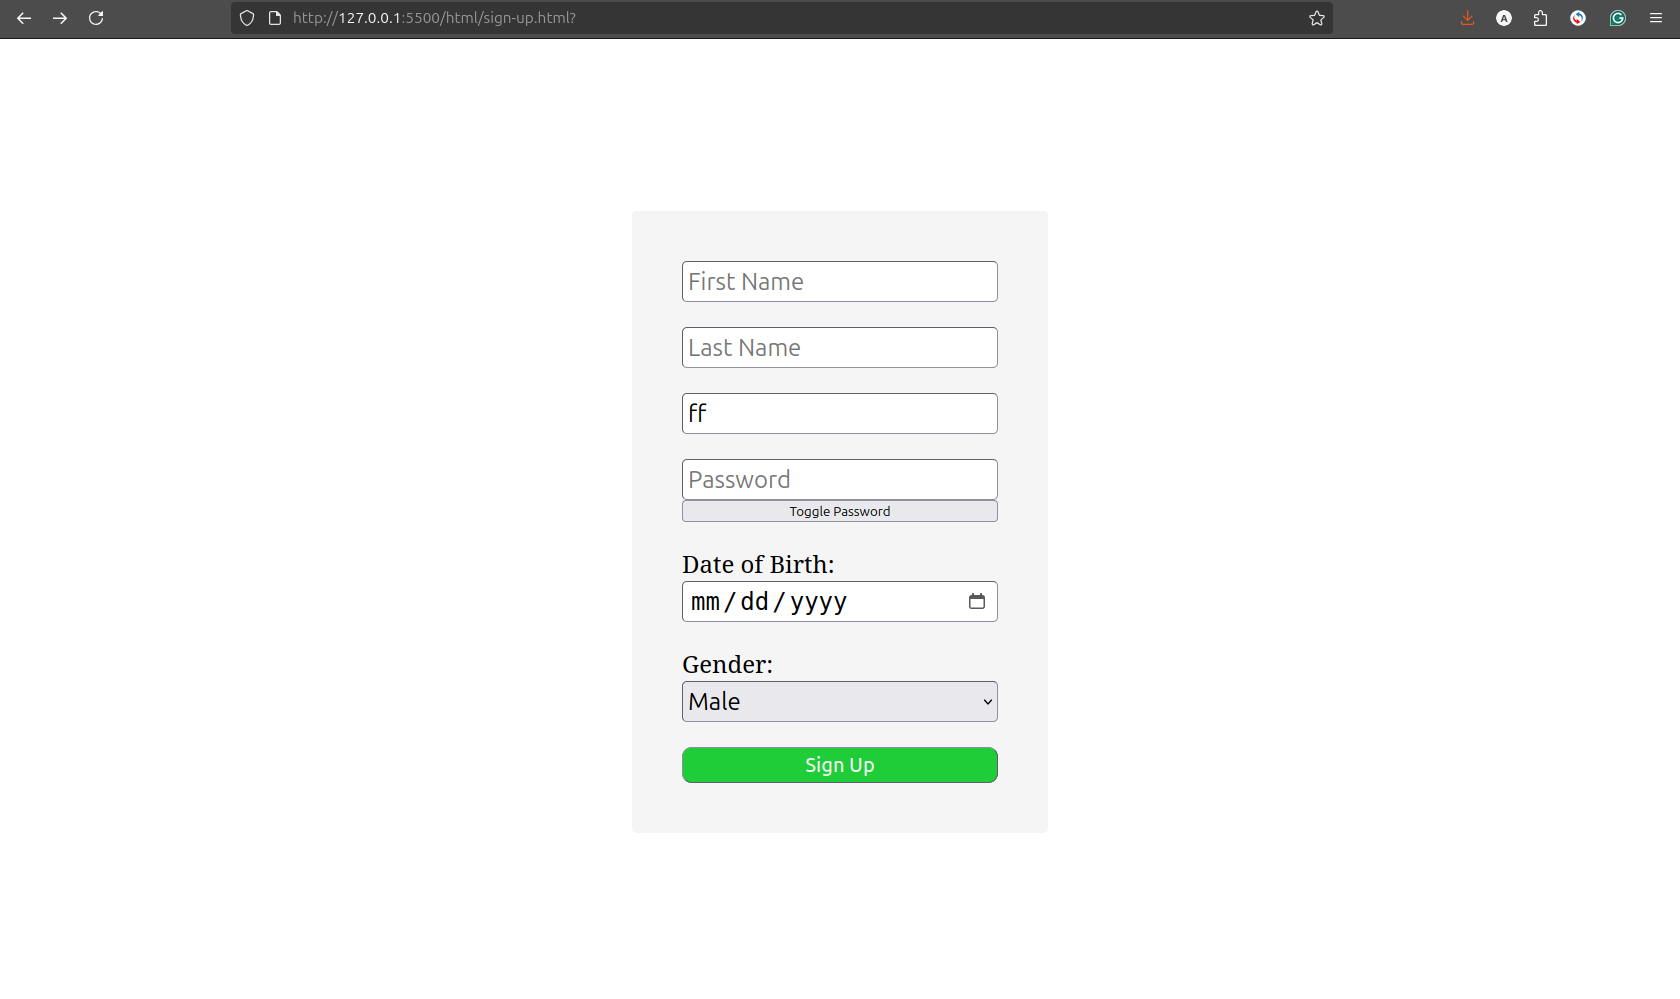 http://127.0.0.1:5500/html/sign-up.html?
A
G
First Name
Last Name
ff
Password
Toggle Password
Date of Birth:
mm/dd/yyyy
Gender:
Male
Sign Up